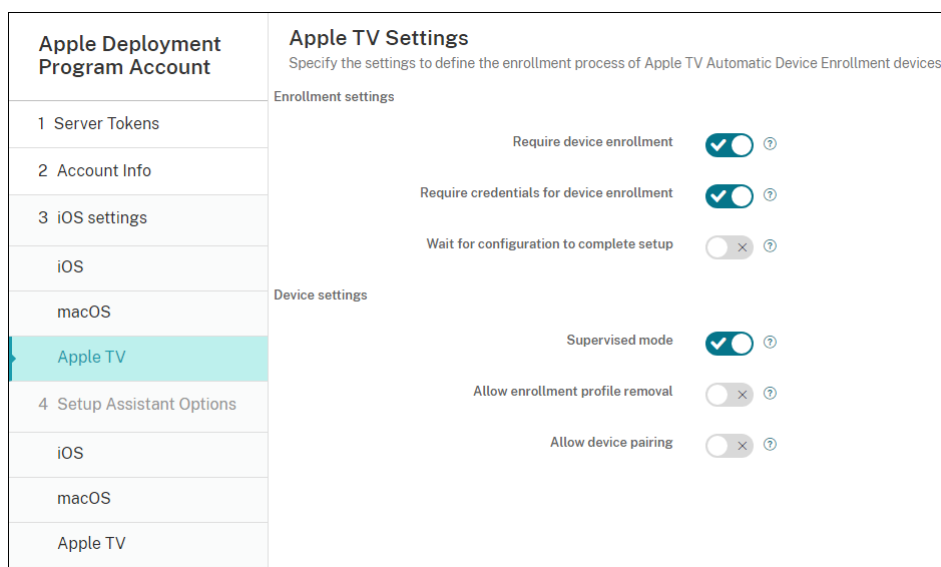 Apple Deployment
Program Account
1 Server Tokens
2 Account Info
3 iOS settings
iOS
macOS
Apple TV
4 Setup Assistant Options
iOS
macOS
Apple TV
Apple TV Settings
Specify the settings to define the enrollment process of Apple TV Automatic Device Enrollment devices
Enrollment settings
Require device enrollment
Require credentials for device enrollment
Wait for configuration to complete setup
Device settings
Supervised mode
Allow enrollment profile removal
Allow device pairing